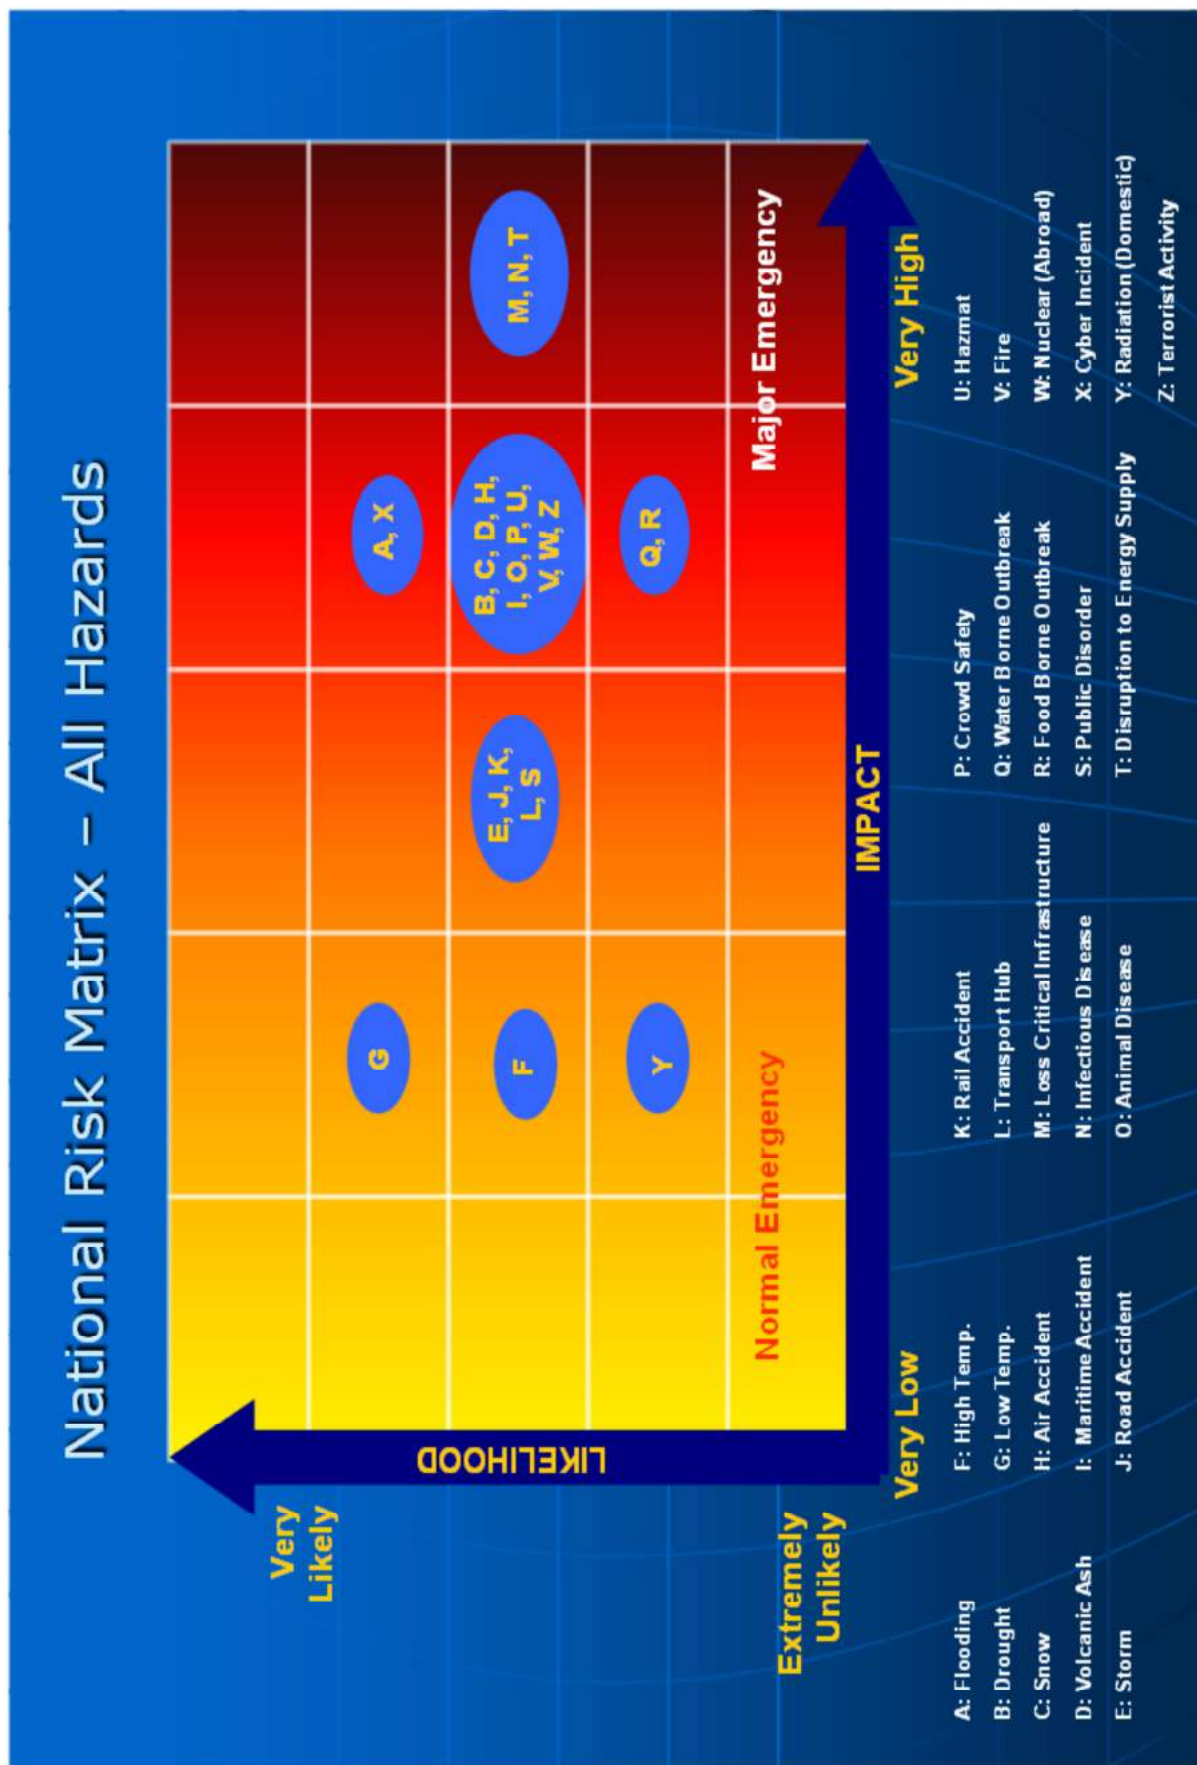 National Risk Matrix – All Hazards
Very
Likely
LIKELIHOOD
Extremely
Unlikely
A, X
M, N, T
B, C, D, H,
I, O, P, U,
V, W, Z
E, J, K,
L, S
Q, R
G
F
Y
Normal Emergency
Major Emergency
Very Low
IMPACT
Very High
A: Flooding
B: Drought
C: Snow
D: Volcanic Ash
E: Storm
F: High Temp.
G: Low Temp.
H: Air Accident
I: Maritime Accident
J: Road Accident
K: Rail Accident
L: Transport Hub
M: Loss Critical Infrastructure
N: Infectious Disease
O: Animal Disease
P: Crowd Safety
Q: Water Borne Outbreak
R: Food Borne Outbreak
S: Public Disorder
T: Disruption to Energy Supply
U: Hazmat
V: Fire
W: Nuclear (Abroad)
X: Cyber Incident
Y: Radiation (Domestic)
Z: Terrorist Activity